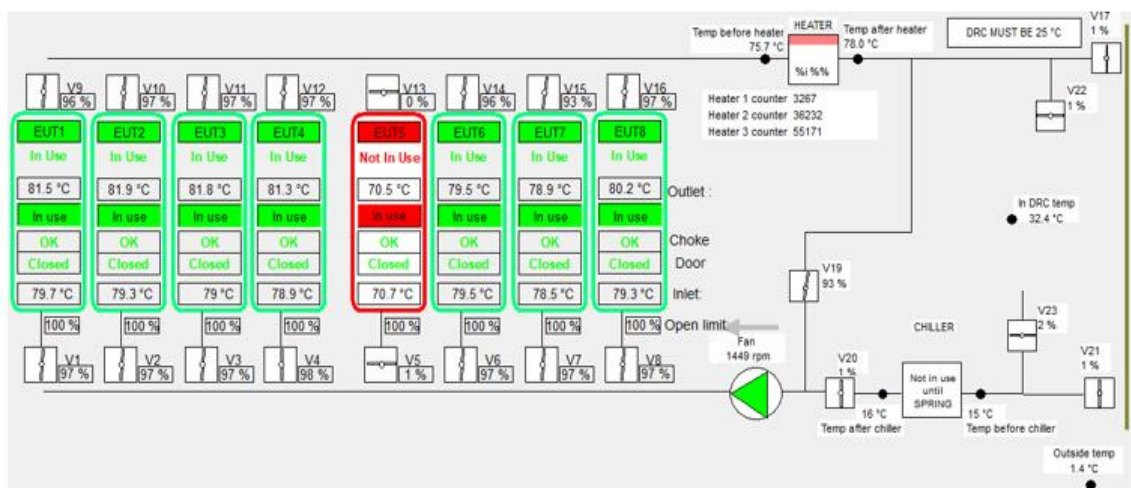 HEATER
Temp before heater
75.7 °C
Temp after heater
78.0 °C
%i %%
DRC MUST BE 25 °C
V17
1 %
V22
1 %
Heater 1 counter 3267
Heater 2 counter 36232
Heater 3 counter 55171
V9
96 %
V10
97 %
V11
97 %
V12
97 %
V13
0 %
V14
96 %
V15
93 %
V16
97 %
EUT1 EUT2 EUT3 EUT4 EUT5 EUT6 EUT7 EUT8
In Use In Use In Use In Use Not In Use In Use In Use In Use
81.5 °C 81.9 °C 81.8 °C 81.3 °C 70.5 °C 79.5 °C 78.9 °C 80.2 °C Outlet :
In use In use In use In use In use In use In use In use
OK OK OK OK OK OK OK OK Choke
Closed Closed Closed Closed Closed Closed Closed Closed Door
79.7 °C 79.3 °C 79 °C 78.9 °C 70.7 °C 79.5 °C 78.5 °C 79.3 °C Inlet:
100 % 100 % 100 % 100 % 100 % 100 % 100 % 100 % Open limit:
V1
97 %
V2
97 %
V3
97 %
V4
98 %
V5
1 %
V6
97 %
V7
97 %
V8
97 %
In DRC temp
32.4 °C
V19
93 %
Fan
1449 rpm
CHILLER
V23
2 %
V20
1 %
Not in use
until
SPRING
V21
1 %
16 °C
Temp after chiller
15 °C
Temp before chiller
Outside temp
1.4 °C